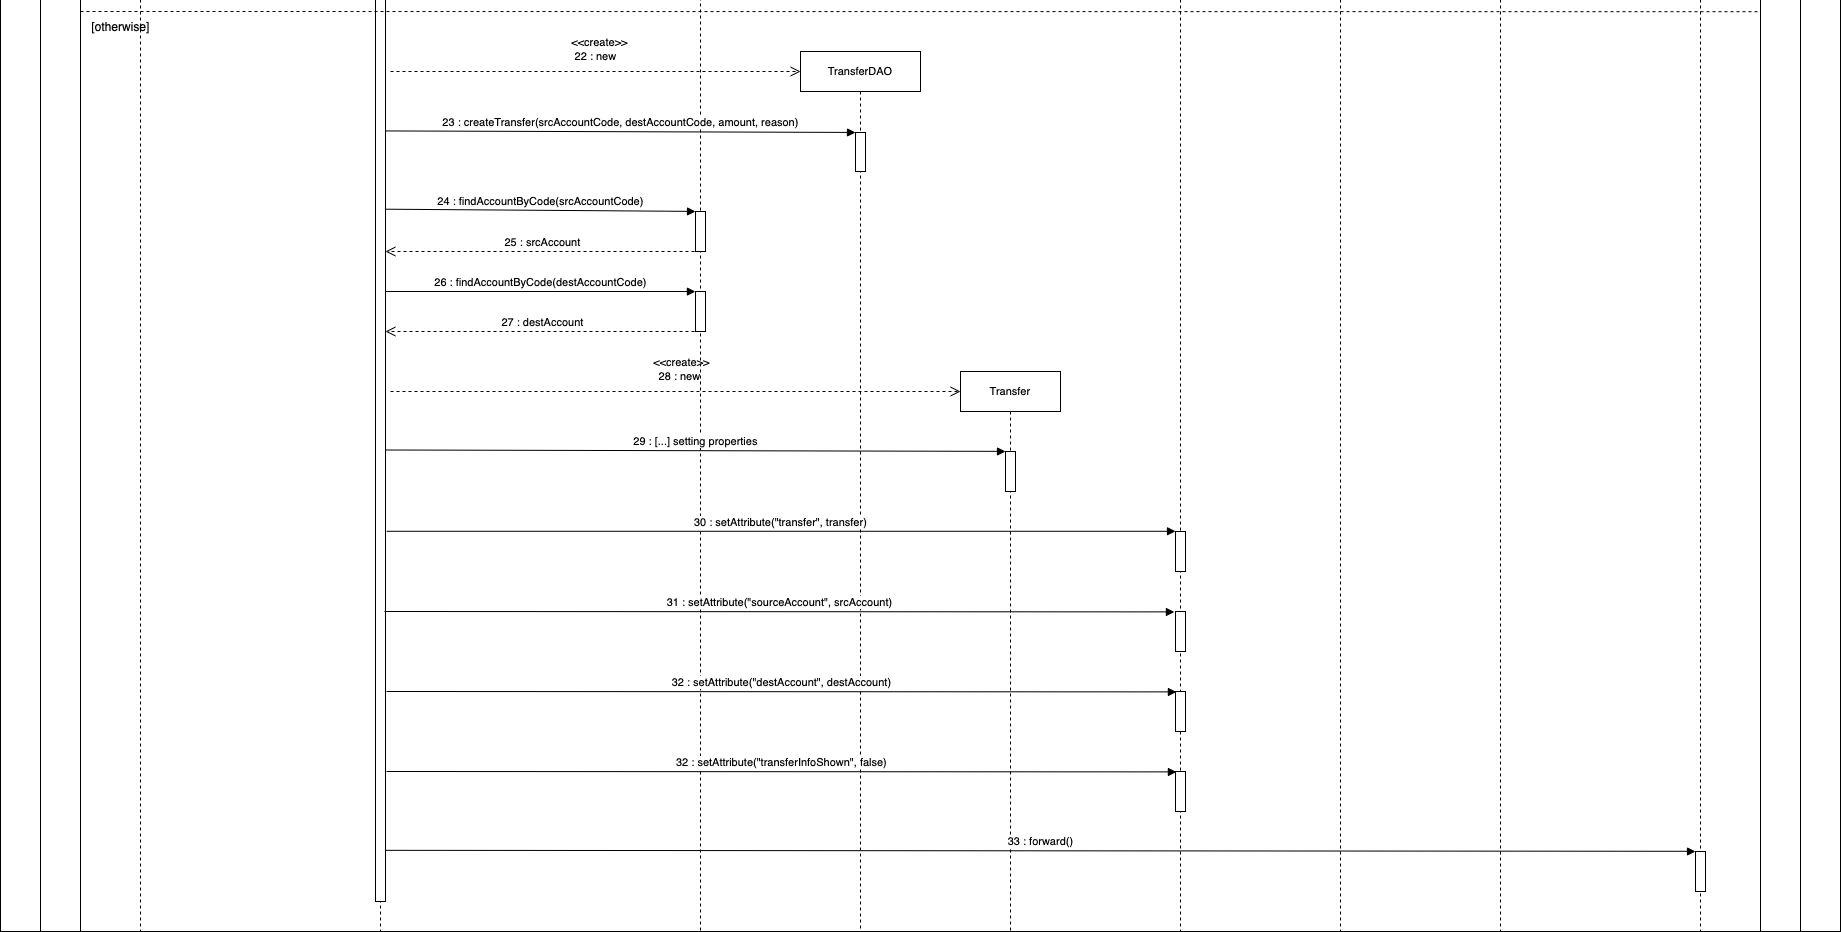 [otherwise]
<<create>>
22 : new
TransferDAO
23 : createTransfer(srcAccountCode, destAccountCode, amount, reason)
24 : findAccountByCode(srcAccountCode)
25 : srcAccount
26 : findAccountByCode(destAccountCode)
27 : destAccount
<<create>>
28 : new
Transfer
29 : [...] setting properties
30 : setAttribute("transfer", transfer)
31 : setAttribute("sourceAccount", srcAccount)
32 : setAttribute("destAccount", destAccount)
32 : setAttribute("transferInfoShown", false)
33 : forward()